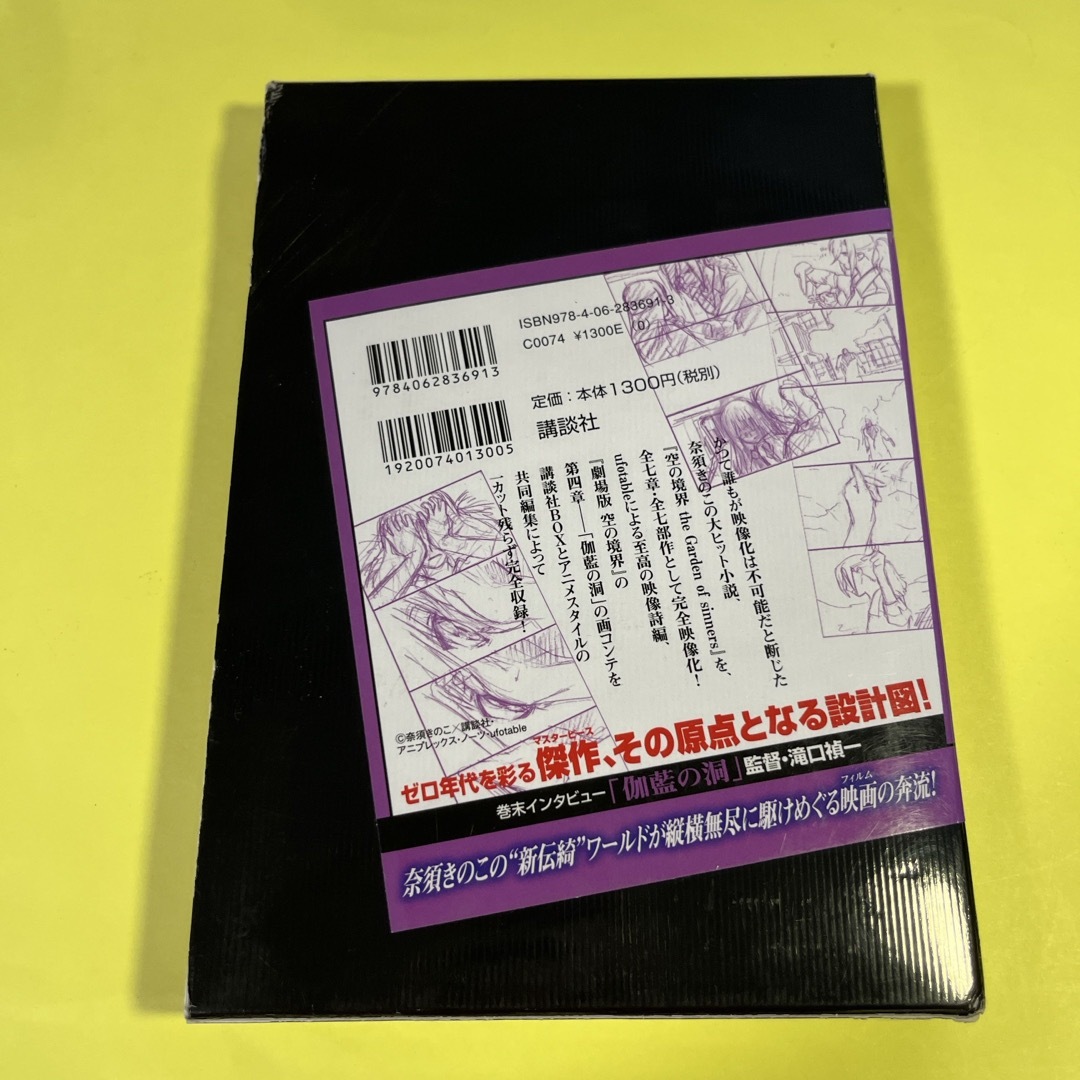 ISBN978-4-06-283691-3
C0074 ¥1300E (0)
9784062836913
定価：本体1300円(税別)
1920074013005
講談社
かつて誰もが映像化は不可能だと断じた
奈須きのこの大ヒット小説、
『空の境界 the Garden of sinners』を、
全七章・全七部作として完全映像化！
ufotableによる至高の映像詩編、
『劇場版 空の境界』の
第四章――「伽藍の洞」の画コンテを
講談社BOXとアニメスタイルの
共同編集によって
一カット残らず完全収録！
©奈須きのこ×講談社・
アニプレックス・ノーツ・ufotable
マスターピース
ゼロ年代を彩る傑作、その原点となる設計図！
巻末インタビュー「伽藍の洞」監督・滝口禎一
フィルム
奈須きのこの“新伝綺”ワールドが縦横無尽に駆けめぐる映画の奔流！